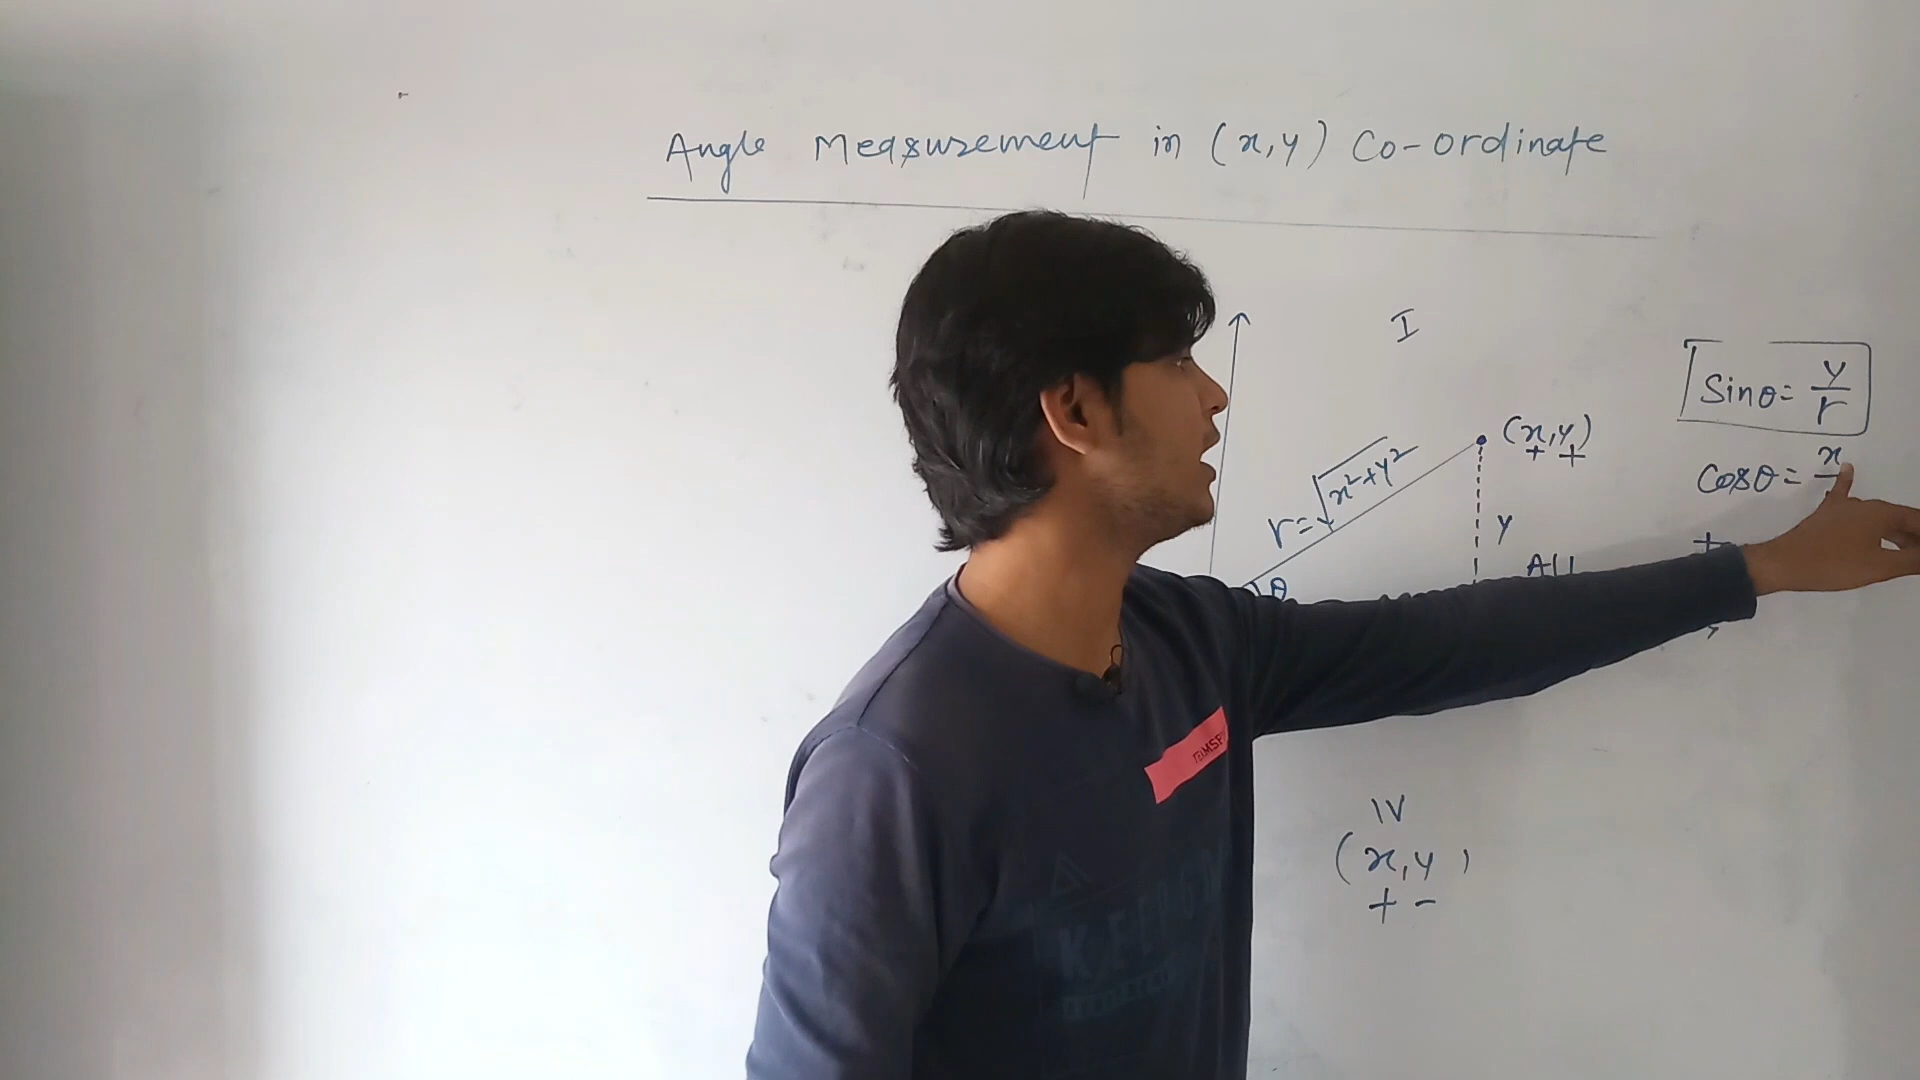 Angle Measurement in (x,y) Co-ordinate
I
Sinθ = y/r
(x,y)
+ +
r = √x²+y²
Cosθ = x/
y
All
θ
IV
(x,y)
+ -